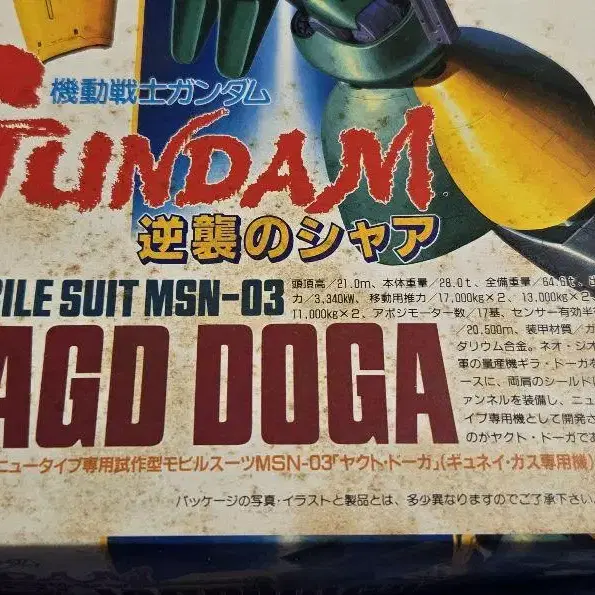 機動戦士ガンダム
GUNDAM
逆襲のシャア
BILE SUIT MSN-03
AGD DOGA
頭頂高/21.0m、本体重量/28.0t、全備重量/64.6t、出
力/3,340kW、移動用推力/17,000kg×2、13,000kg×2
11,000kg×2、アポジモーター数/17基、センサー有効半
/20,500m、装甲材質/ガ
ダリウム合金。ネオ・ジオ
軍の量産機ギラ・ドーガを
ースに、両肩のシールドに
ァンネルを装備し、ニュ
イプ専用機として開発さ
のがヤクト・ドーガであ
ニュータイプ専用試作型モビルスーツMSN-03「ヤクト・ドーガ」(ギュネイ・ガス専用機)
パッケージの写真・イラストと製品とは、多少異なりますのでご了承下さい。